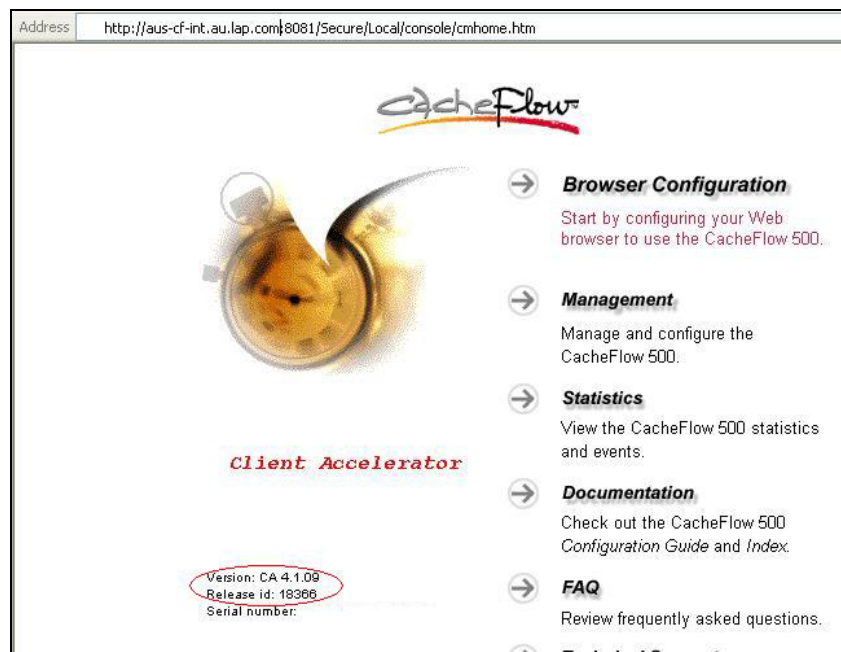 Address http://aus-cf-int.au.lap.com:8081/Secure/Local/console/cmhome.htm
CacheFlow™
Browser Configuration
Start by configuring your Web
browser to use the CacheFlow 500.
Management
Manage and configure the
CacheFlow 500.
Statistics
View the CacheFlow 500 statistics
and events.
Client Accelerator
Documentation
Check out the CacheFlow 500
Configuration Guide and Index.
Version: CA 4.1.09
Release id: 18366
Serial number:
FAQ
Review frequently asked questions.